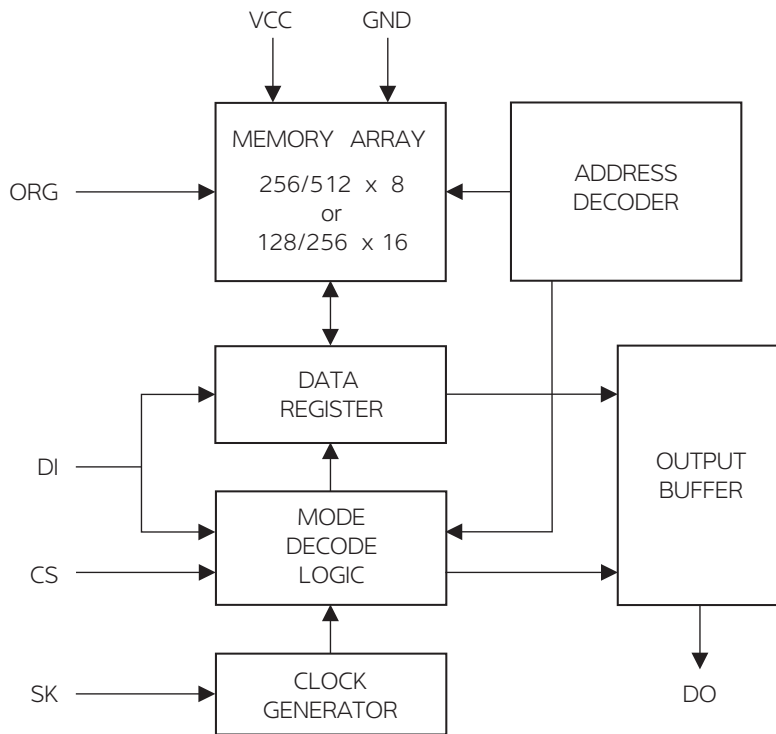 VCC
GND
MEMORY ARRAY
256/512 x 8
or
128/256 x 16
ADDRESS
DECODER
ORG
DATA
REGISTER
DI
OUTPUT
BUFFER
MODE
DECODE
LOGIC
CS
SK
CLOCK
GENERATOR
DO